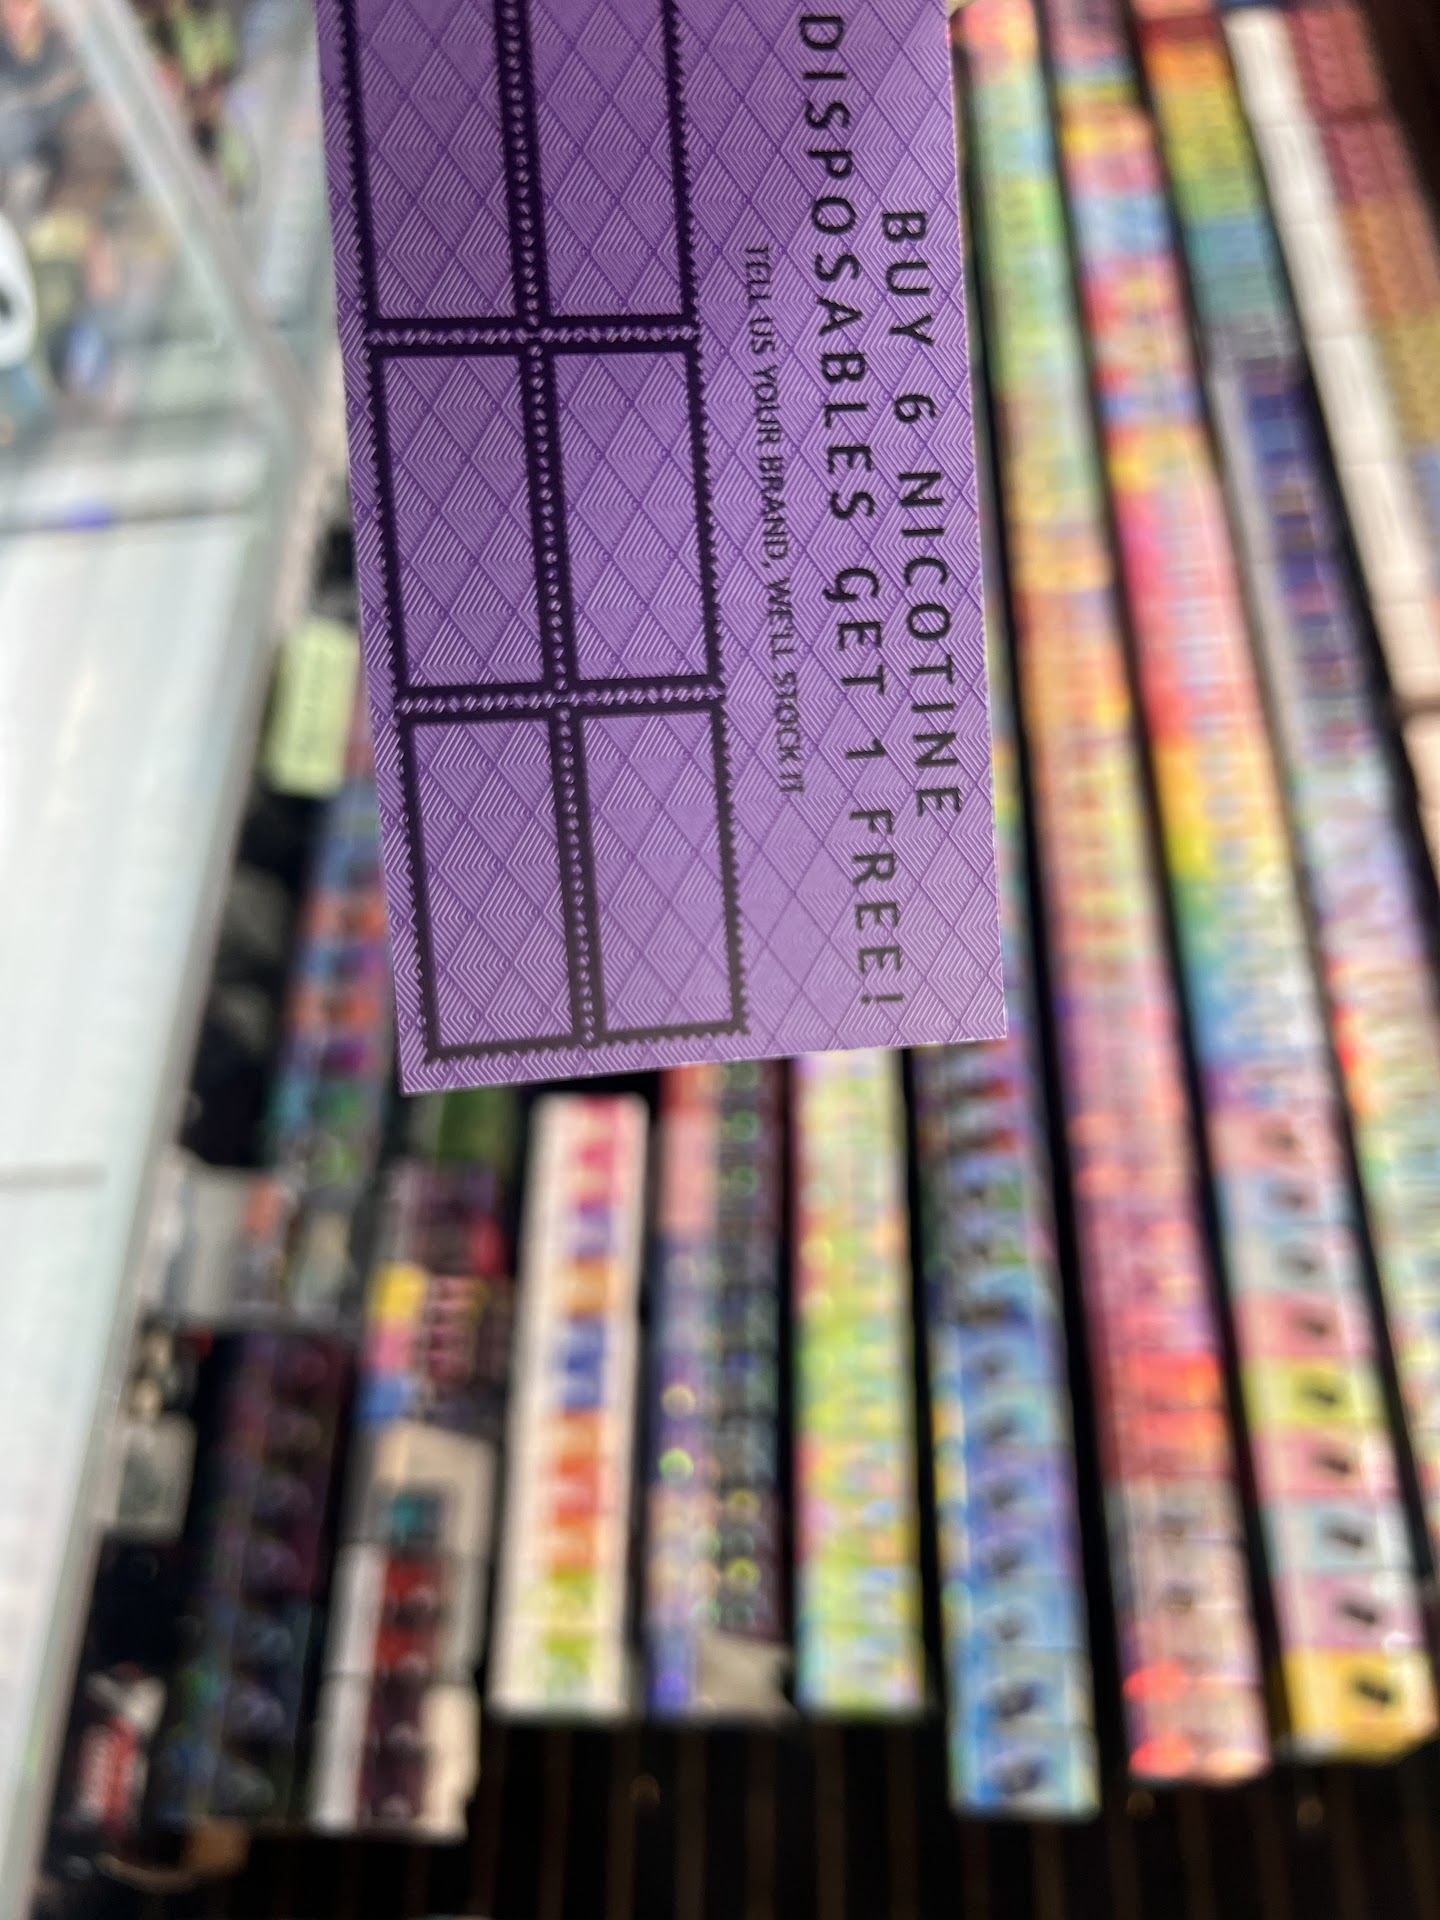 BUY 6 NICOTINE
DISPOSABLES GET 1 FREE!
TELL US YOUR BRAND, WE'LL STOCK IT